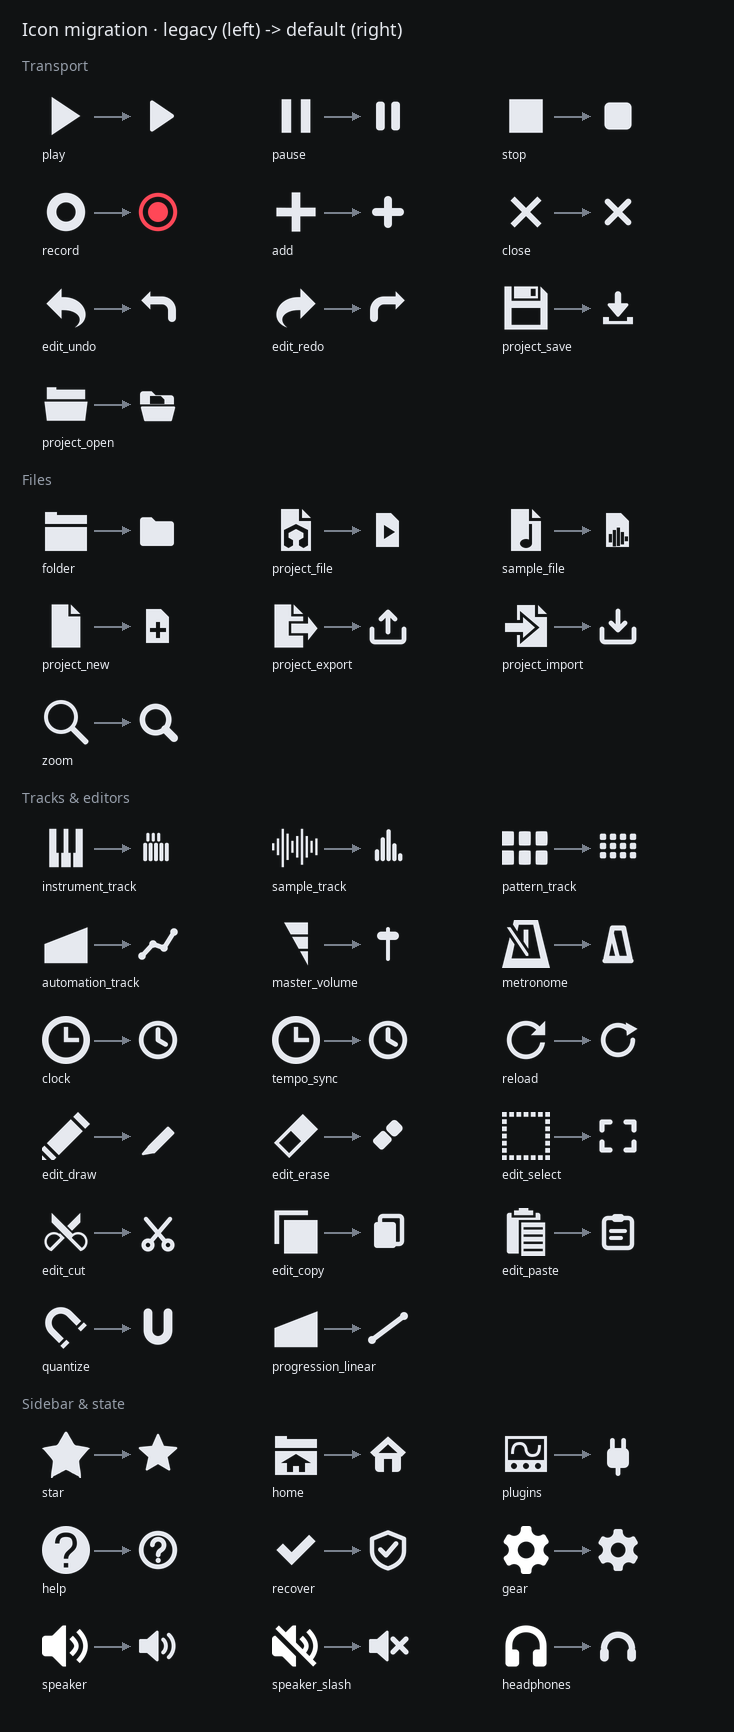 Icon migration · legacy (left) -> default (right)
Transport
play pause stop
record add close
edit_undo edit_redo project_save
project_open
Files
folder project_file sample_file
project_new project_export project_import
zoom
Tracks & editors
instrument_track sample_track pattern_track
automation_track master_volume metronome
clock tempo_sync reload
edit_draw edit_erase edit_select
edit_cut edit_copy edit_paste
quantize progression_linear
Sidebar & state
star home plugins
help recover gear
speaker speaker_slash headphones